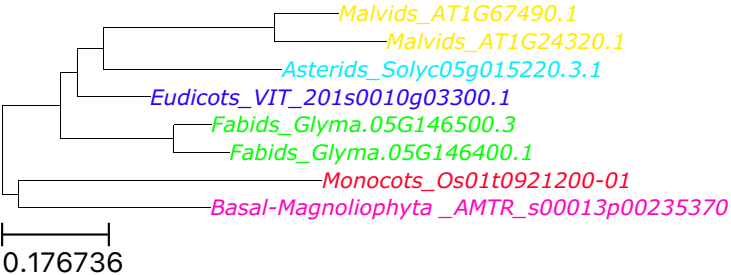 Malvids_AT1G67490.1
Malvids_AT1G24320.1
Asterids_Solyc05g015220.3.1
Eudicots_VIT_201s0010g03300.1
Fabids_Glyma.05G146500.3
Fabids_Glyma.05G146400.1
Monocots_Os01t0921200-01
Basal-Magnoliophyta _AMTR_s00013p00235370
0.176736